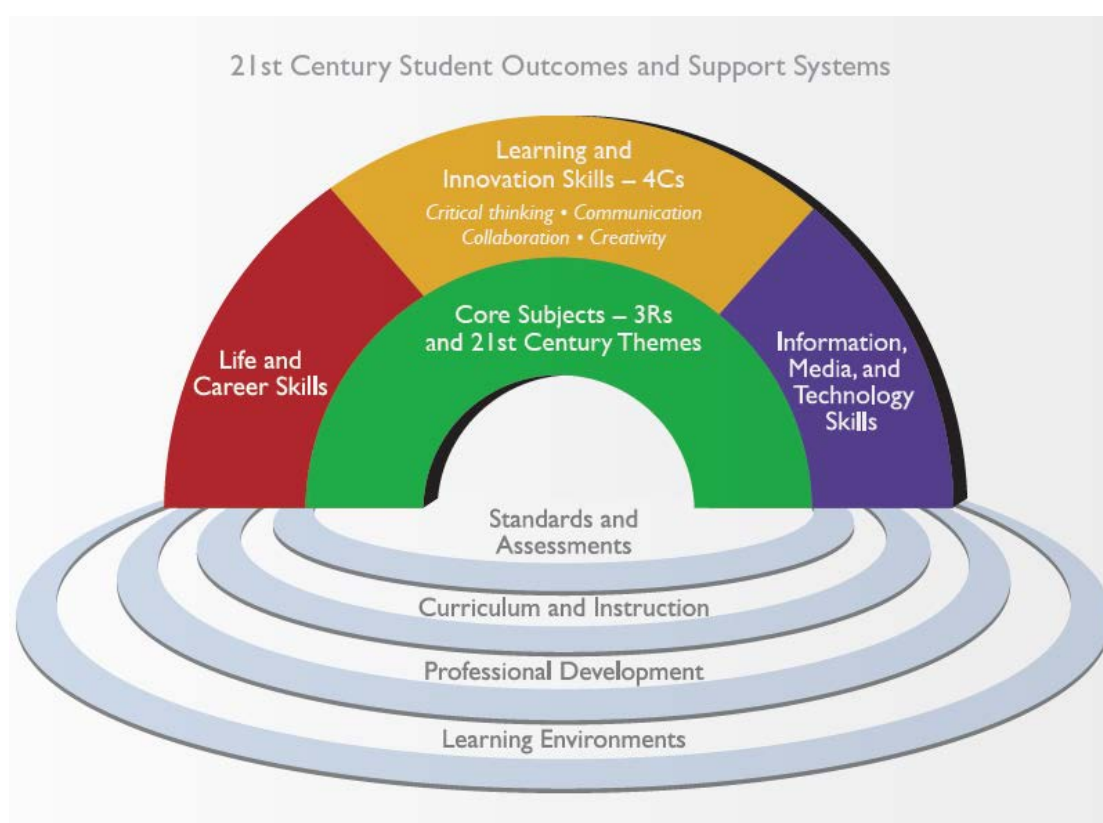 21st Century Student Outcomes and Support Systems
Learning and
Innovation Skills – 4Cs
Critical thinking • Communication
Collaboration • Creativity
Core Subjects – 3Rs
and 21st Century Themes
Life and
Career Skills
Information,
Media, and
Technology
Skills
Standards and
Assessments
Curriculum and Instruction
Professional Development
Learning Environments